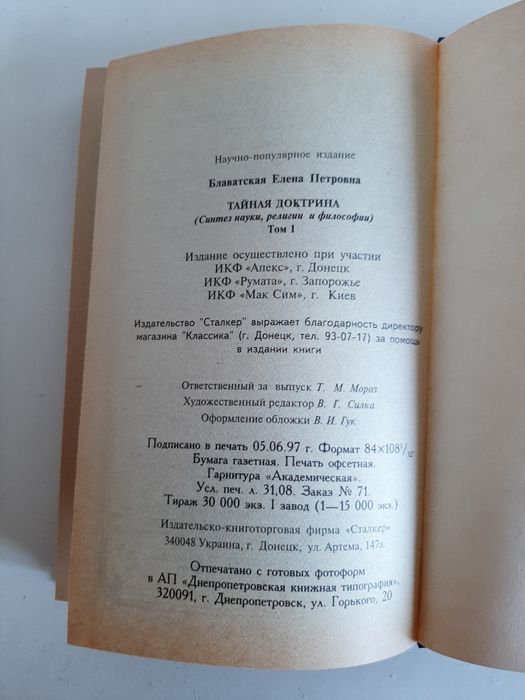 Научно-популярное издание
Блаватская Елена Петровна
ТАЙНАЯ ДОКТРИНА
(Синтез науки, религии и философии)
Том I
Издание осуществлено при участии
ИКФ «Апекс», г. Донецк
ИКФ «Румата», г. Запорожье
ИКФ «Мак Сим», г. Киев
Издательство "Сталкер" выражает благодарность директору
магазина "Классика" (г. Донецк, тел. 93-07-17) за помощь
в издании книги
Ответственный за выпуск Т. М. Мороз
Художественный редактор В. Г. Силка
Оформление обложки В. И. Гук
Подписано в печать 05.06.97 г. Формат 84×108¹/₃₂.
Бумага газетная. Печать офсетная.
Гарнитура «Академическая».
Усл. печ. л. 31,08. Заказ № 71.
Тираж 30 000 экз. I завод (1—15 000 экз.)
Издательско-книготорговая фирма «Сталкер»
340048 Украина, г. Донецк, ул. Артема, 147а.
Отпечатано с готовых фотоформ
в АП «Днепропетровская книжная типография»,
320091, г. Днепропетровск, ул. Горького, 20